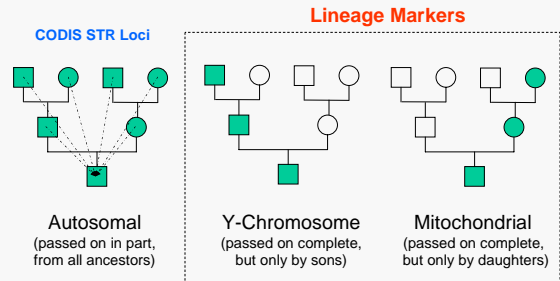 Lineage Markers
CODIS STR Loci
Autosomal
(passed on in part,
from all ancestors)
Y-Chromosome
(passed on complete,
but only by sons)
Mitochondrial
(passed on complete,
but only by daughters)